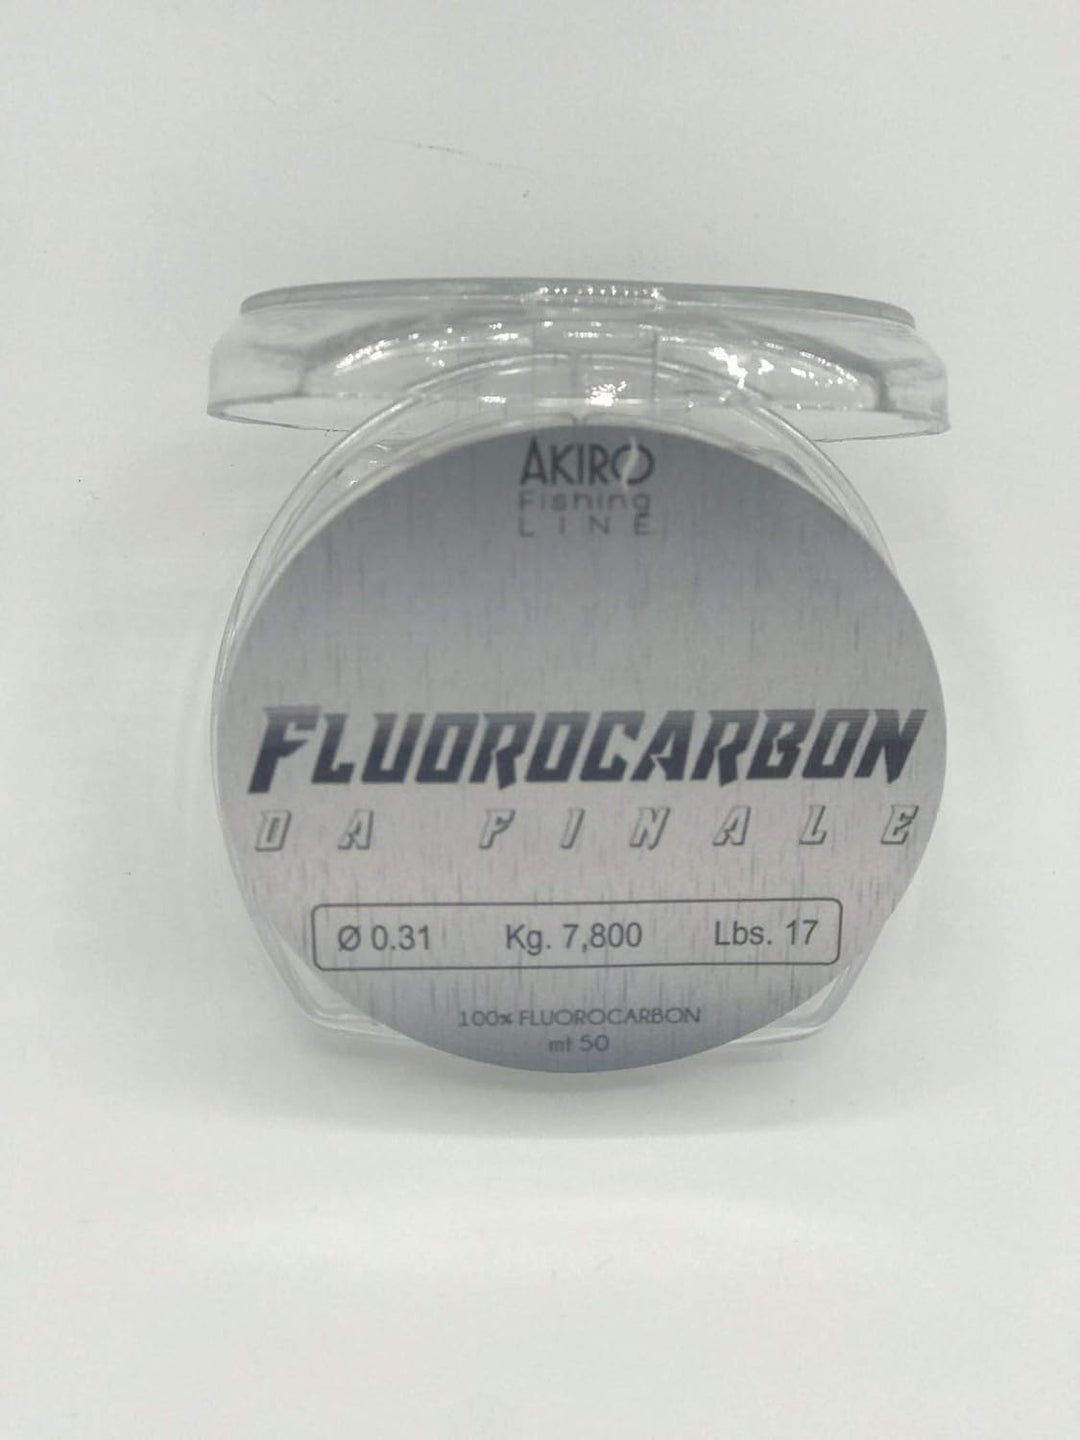 AKIRO
Fishing
LINE
FLUOROCARBON
DA FINALE
Ø 0.31 Kg. 7,800 Lbs. 17
100% FLUOROCARBON
mt 50